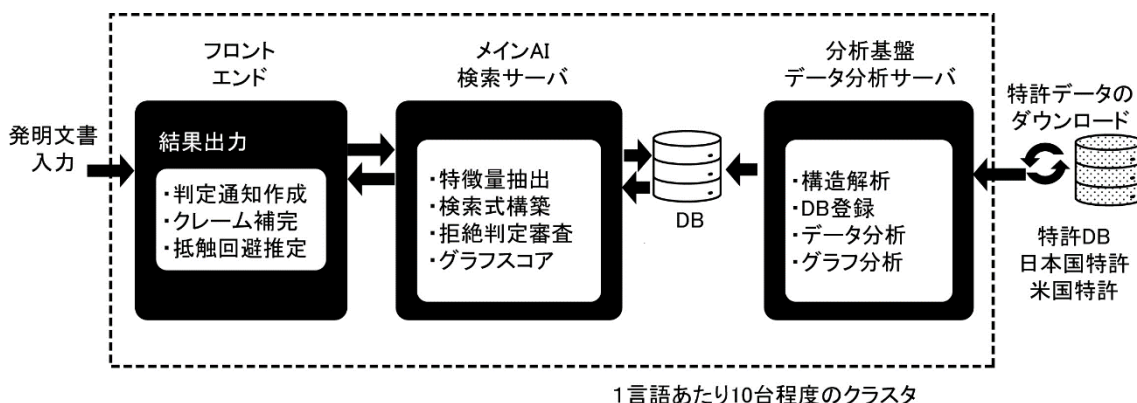 フロント
エンド
メインAI
検索サーバ
分析基盤
データ分析サーバ
特許データの
ダウンロード
発明文書
入力
結果出力
・判定通知作成
・クレーム補完
・抵触回避推定
・特徴量抽出
・検索式構築
・拒絶判定審査
・グラフスコア
DB
・構造解析
・DB登録
・データ分析
・グラフ分析
特許DB
日本国特許
米国特許
1言語あたり10台程度のクラスタ